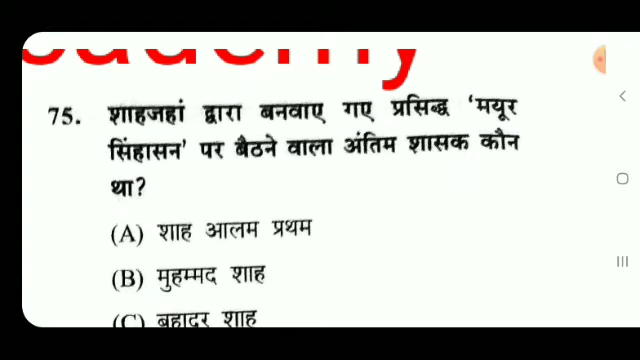 75. शाहजहां द्वारा बनवाए गए प्रसिद्ध ‘मयूर
सिंहासन’ पर बैठने वाला अंतिम शासक कौन
था?
(A) शाह आलम प्रथम
(B) मुहम्मद शाह
(C) बहादुर शाह